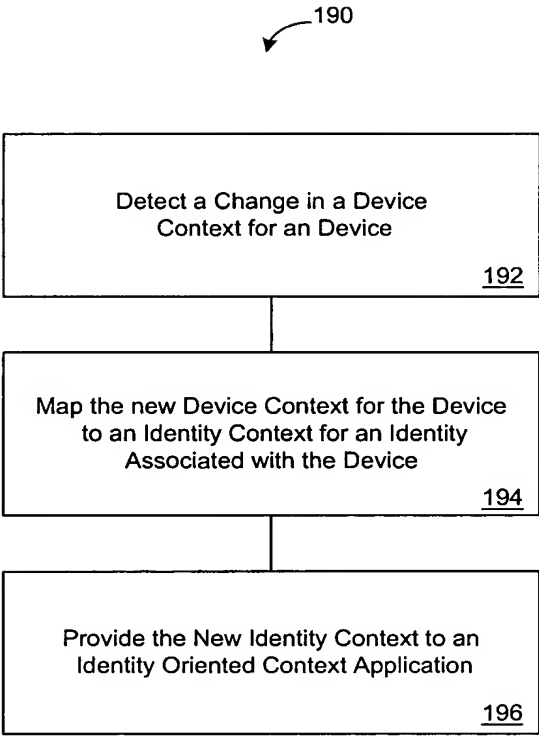 190
Detect a Change in a Device
Context for an Device
192
Map the new Device Context for the Device
to an Identity Context for an Identity
Associated with the Device
194
Provide the New Identity Context to an
Identity Oriented Context Application
196